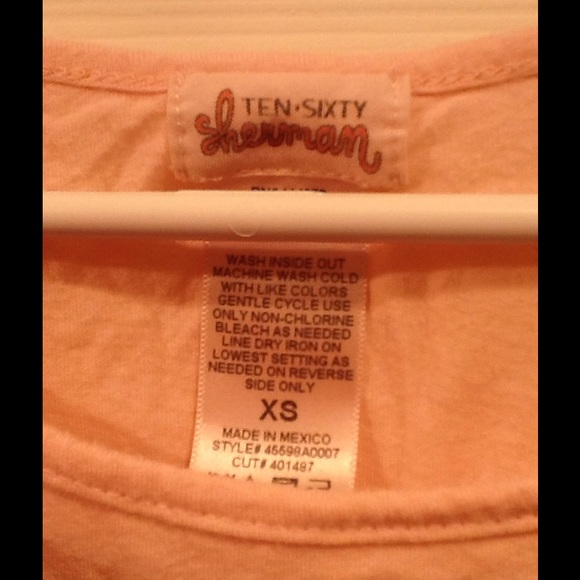 TEN·SIXTY
Sherman
WASH INSIDE OUT
MACHINE WASH COLD
WITH LIKE COLORS
GENTLE CYCLE USE
ONLY NON-CHLORINE
BLEACH AS NEEDED
LINE DRY IRON ON
LOWEST SETTING AS
NEEDED ON REVERSE
SIDE ONLY
XS
MADE IN MEXICO
STYLE# 45598A0007
CUT# 401487